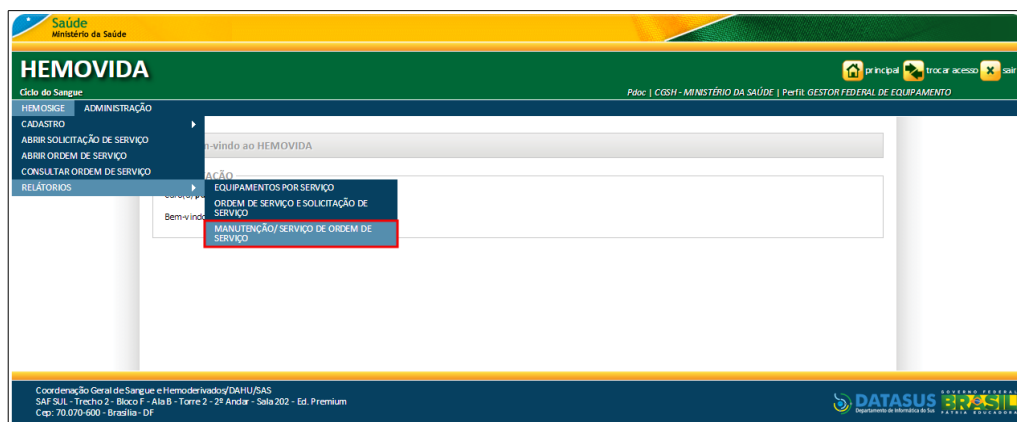 Saúde
Ministério da Saúde
HEMOVIDA
Ciclo do Sangue
principal trocar acesso sair
Pdoc | CGSH - MINISTÉRIO DA SAÚDE | Perfil: GESTOR FEDERAL DE EQUIPAMENTO
HEMOSIGE ADMINISTRAÇÃO
CADASTRO
ABRIR SOLICITAÇÃO DE SERVIÇO
ABRIR ORDEM DE SERVIÇO
CONSULTAR ORDEM DE SERVIÇO
RELATÓRIOS
n-vindo ao HEMOVIDA
AÇÃO
Bem-vindo
EQUIPAMENTOS POR SERVIÇO
ORDEM DE SERVIÇO E SOLICITAÇÃO DE
SERVIÇO
MANUTENÇÃO/ SERVIÇO DE ORDEM DE
SERVIÇO
Coordenação Geral de Sangue e Hemoderivados/DAHU/SAS
SAF SUL - Trecho 2 - Bloco F - Ala B - Torre 2 - 2º Andar - Sala 202 - Ed. Premium
Cep: 70.070-600 - Brasília - DF
DATASUS
Departamento de Informática do Sus
GOVERNO FEDERAL
BRASIL
PÁTRIA EDUCADORA